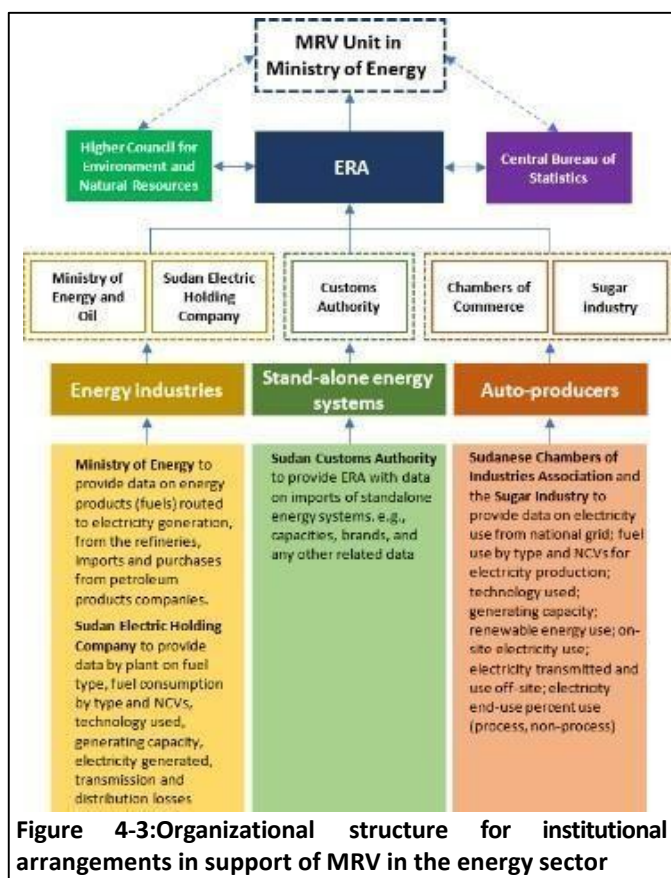 MRV Unit in
Ministry of Energy
Higher Council for
Environment and
Natural Resources
ERA
Central Bureau of
Statistics
Ministry of
Energy and
Oil
Sudan Electric
Holding
Company
Customs
Authority
Chambers of
Commerce
Sugar
industry
Energy industries
Stand-alone energy
systems
Auto-producers
Ministry of Energy to
provide data on energy
products (fuels) routed
to electricity generation,
from the refineries,
imports and purchases
from petroleum
products companies.
Sudan Electric Holding
Company to provide
data by plant on fuel
type, fuel consumption
by type and NCVs,
technology used,
generating capacity,
electricity generated,
transmission and
distribution losses
Sudan Customs Authority
to provide ERA with data
on imports of standalone
energy systems. e.g.,
capacities, brands, and
any other related data
Sudanese Chambers of
Industries Association and
the Sugar Industry to
provide data on electricity
use from national grid; fuel
use by type and NCVs for
electricity production;
technology used;
generating capacity;
renewable energy use; on-
site electricity use;
electricity transmitted and
use off-site; electricity
end-use percent use
(process, non-process)
Figure 4-3:Organizational structure for institutional
arrangements in support of MRV in the energy sector